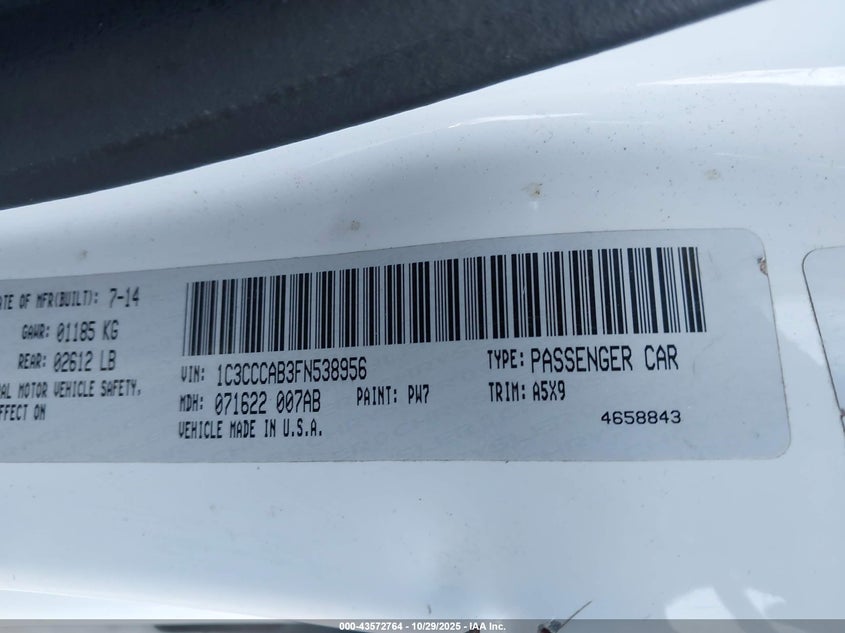 ATE OF MFR(BUILT): 7-14
GAWR: 01185 KG
REAR: 02612 LB
AL MOTOR VEHICLE SAFETY,
FFECT ON
VIN: 1C3CCCAB3FN538956
TYPE: PASSENGER CAR
MDH: 071622 007AB
PAINT: PW7
TRIM: A5X9
VEHICLE MADE IN U.S.A.
4658843
000-43572764 | 10/29/2025 | IAA Inc.